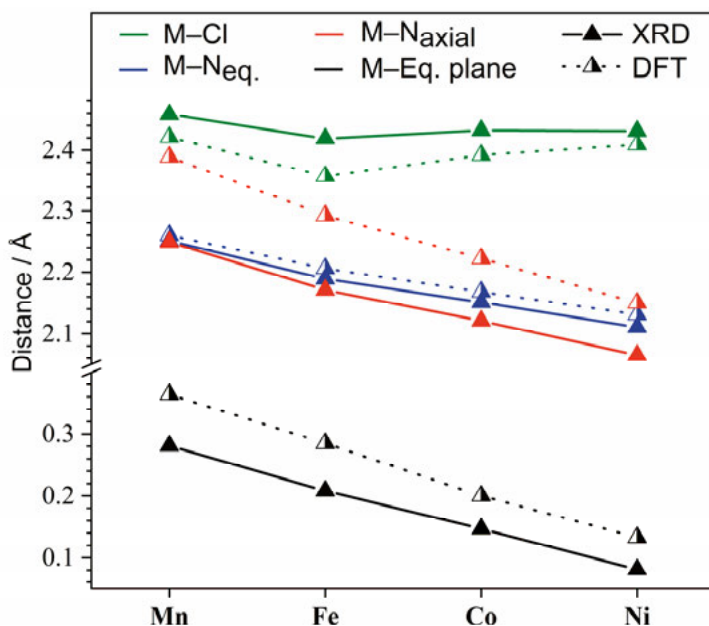 M–Cl M–Naxial XRD
M–Neq. M–Eq. plane DFT
Distance / Å
2.4
2.3
2.2
2.1
0.3
0.2
0.1
Mn Fe Co Ni